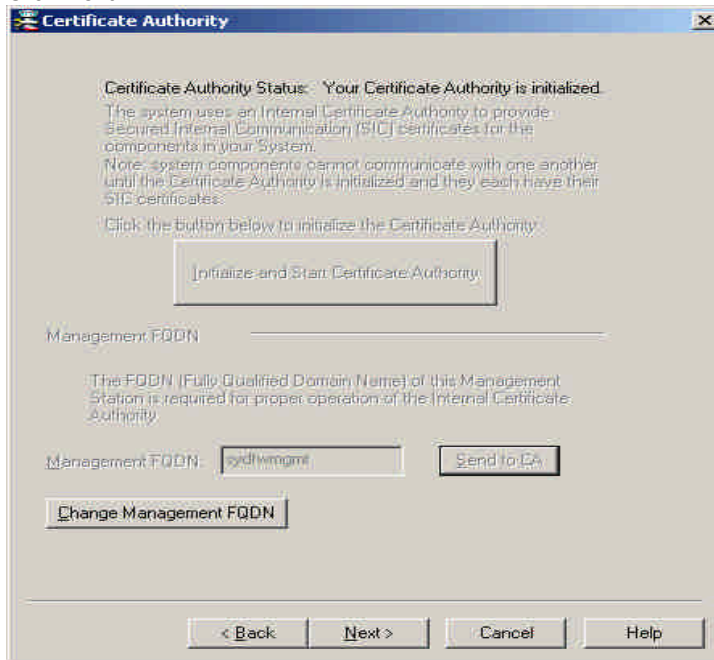 Certificate Authority
Certificate Authority Status: Your Certificate Authority is initialized.
The system uses an Internal Certificate Authority to provide
Secured Internal Communication (SIC) certificates for the
components in your System.
Note: system components cannot communicate with one another
until the Certificate Authority is initialized and they each have their
SIC certificates.
Click the button below to initialize the Certificate Authority:
Initialize and Start Certificate Authority
Management FQDN
The FQDN (Fully Qualified Domain Name) of this Management
Station is required for proper operation of the Internal Certificate
Authority
Management FQDN: sydfwmgmt Send to CA
Change Management FQDN
< Back Next > Cancel Help